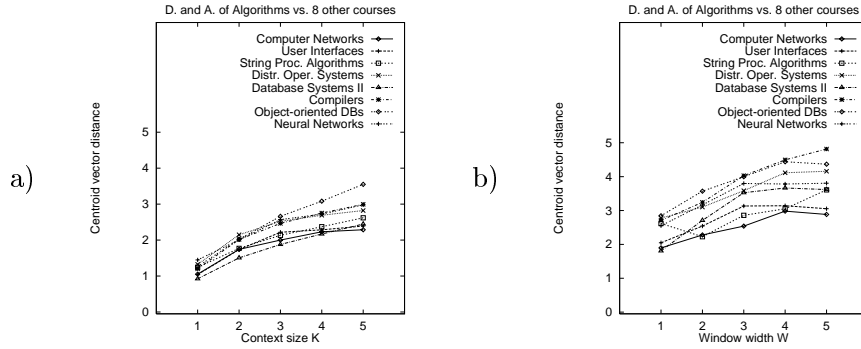 a)
D. and A. of Algorithms vs. 8 other courses
Computer Networks
User Interfaces
String Proc. Algorithms
Distr. Oper. Systems
Database Systems II
Compilers
Object-oriented DBs
Neural Networks
Centroid vector distance
5
4
3
2
1
0
1 2 3 4 5
Context size K
b)
D. and A. of Algorithms vs. 8 other courses
Computer Networks
User Interfaces
String Proc. Algorithms
Distr. Oper. Systems
Database Systems II
Compilers
Object-oriented DBs
Neural Networks
Centroid vector distance
5
4
3
2
1
0
1 2 3 4 5
Window width W